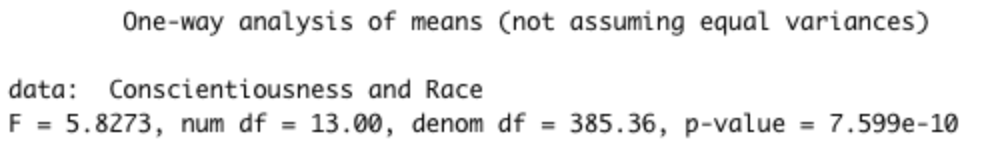 One-way analysis of means (not assuming equal variances)
data:  Conscientiousness and Race
F = 5.8273, num df = 13.00, denom df = 385.36, p-value = 7.599e-10